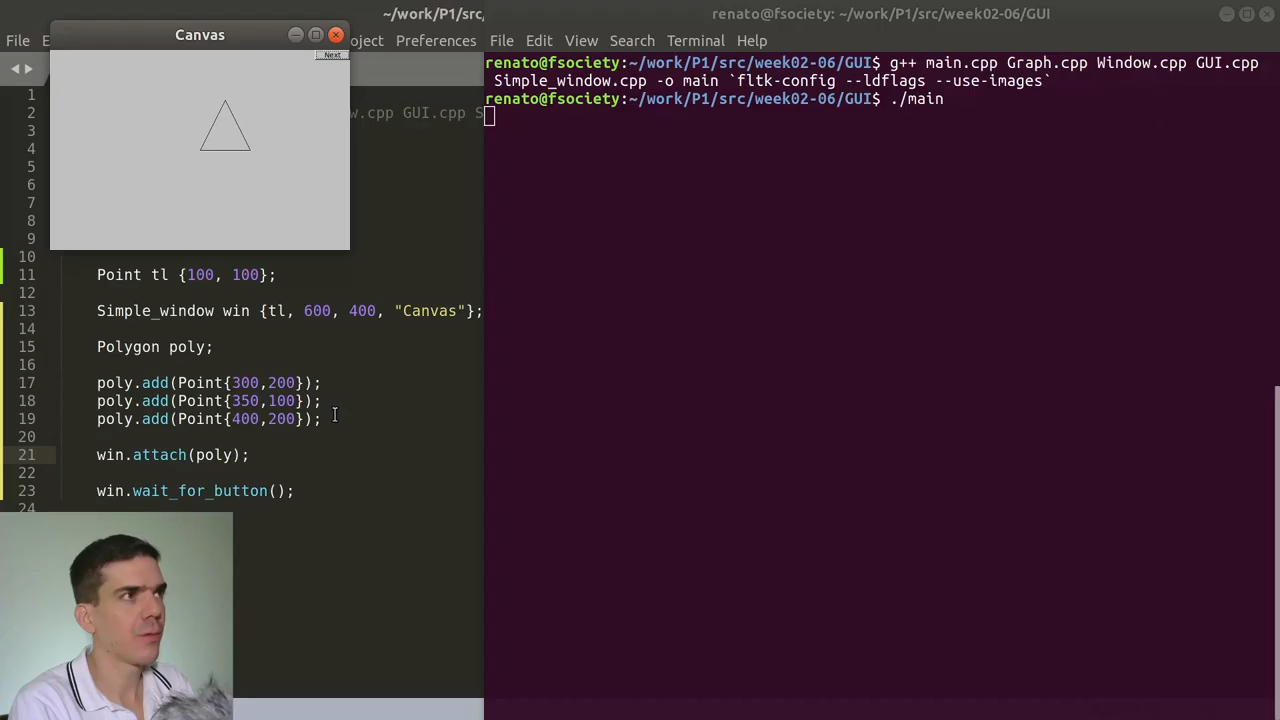 ~/work/P1/src/
renato@fsociety: ~/work/P1/src/week02-06/GUI
Canvas
Next
File
Preferences
File Edit View Search Terminal Help
1
2 w.cpp GUI.cpp S
3
4
5
6
7
8
9
10
11 Point tl {100, 100};
12
13 Simple_window win {tl, 600, 400, "Canvas"};
14
15 Polygon poly;
16
17 poly.add(Point{300,200});
18 poly.add(Point{350,100});
19 poly.add(Point{400,200});
20
21 win.attach(poly);
22
23 win.wait_for_button();
24
renato@fsociety:~/work/P1/src/week02-06/GUI$ g++ main.cpp Graph.cpp Window.cpp GUI.cpp
Simple_window.cpp -o main `fltk-config --ldflags --use-images`
renato@fsociety:~/work/P1/src/week02-06/GUI$ ./main